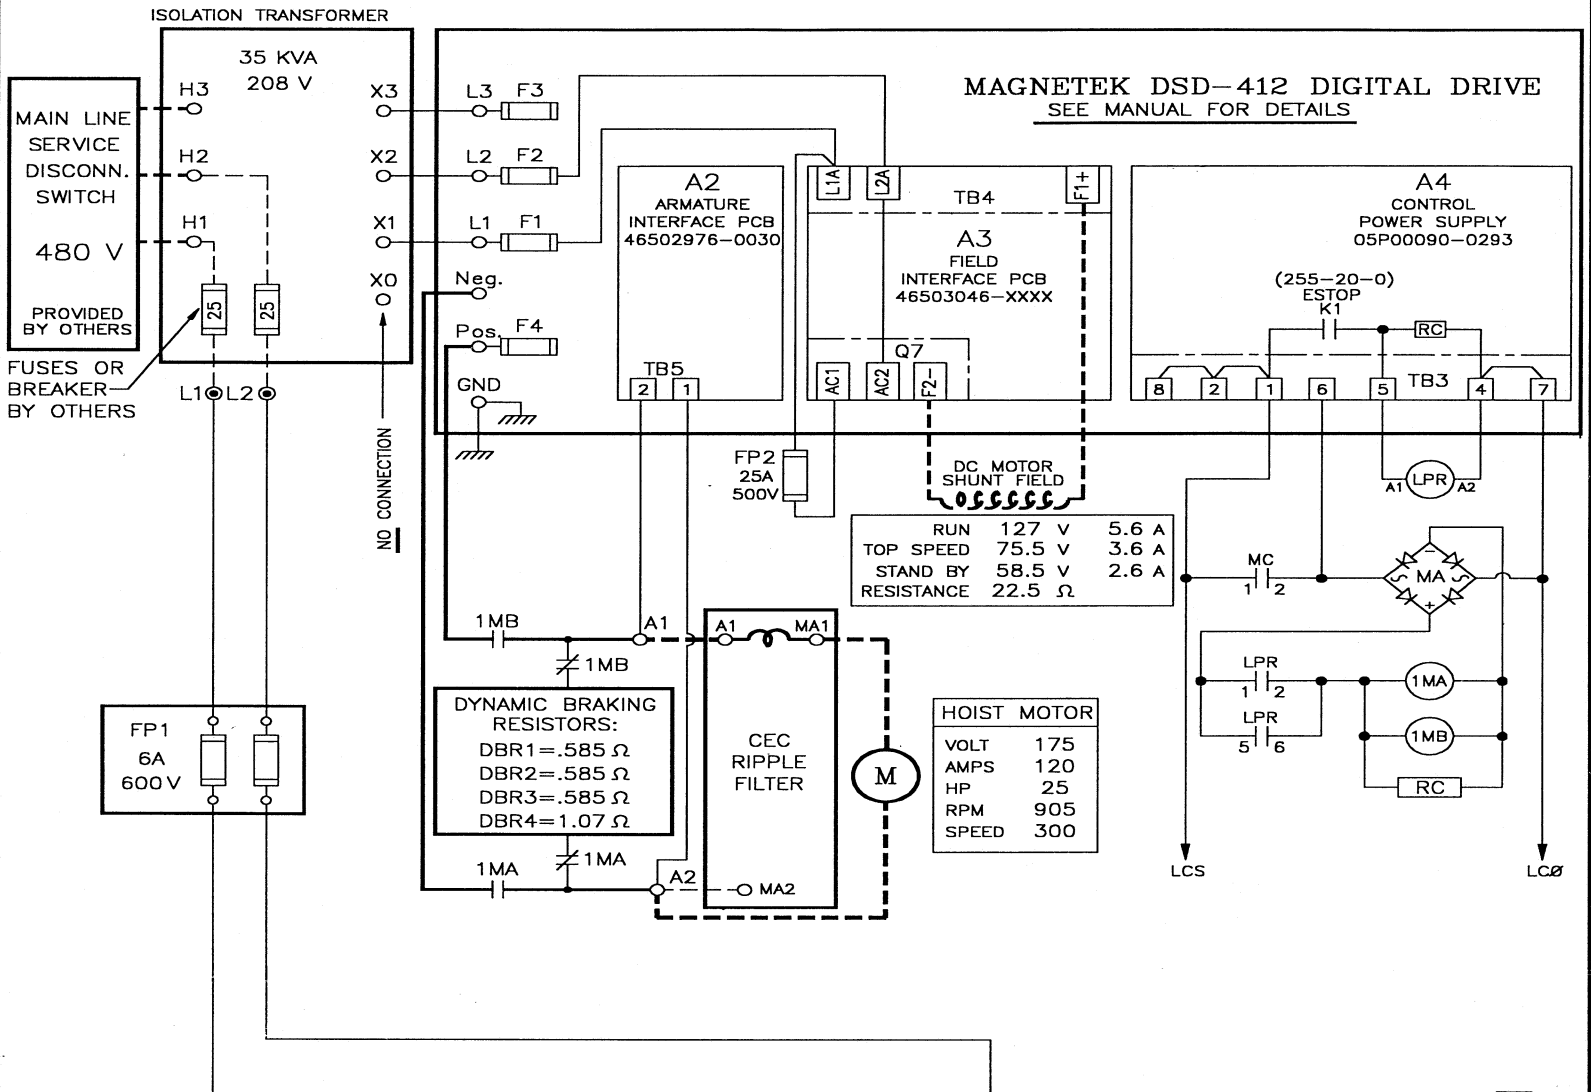 ISOLATION TRANSFORMER
35 KVA
208 V
MAIN LINE
SERVICE
DISCONN.
SWITCH
480 V
PROVIDED
BY OTHERS
H3
H2
H1
X3
X2
X1
X0
25
25
FUSES OR
BREAKER
BY OTHERS
L1
L2
NO CONNECTION
FP1
6A
600V
MAGNETEK DSD-412 DIGITAL DRIVE
SEE MANUAL FOR DETAILS
L3
F3
L2
F2
L1
F1
Neg.
Pos.
F4
GND
A2
ARMATURE
INTERFACE PCB
46502976-0030
TB5
2
1
L1A
L2A
TB4
F1+
A3
FIELD
INTERFACE PCB
46503046-XXXX
Q7
AC1
AC2
F2-
A4
CONTROL
POWER SUPPLY
05P00090-0293
(255-20-0)
ESTOP
K1
RC
TB3
8
2
1
6
5
4
7
FP2
25A
500V
DC MOTOR
SHUNT FIELD
RUN 127 V 5.6 A
TOP SPEED 75.5 V 3.6 A
STAND BY 58.5 V 2.6 A
RESISTANCE 22.5 Ω
A1 LPR A2
MC
1 2
MA
- +
LPR
1 2
LPR
5 6
1MA
1MB
RC
LCS
LCØ
1MB
1MB
A1
A1
MA1
DYNAMIC BRAKING
RESISTORS:
DBR1=.585 Ω
DBR2=.585 Ω
DBR3=.585 Ω
DBR4=1.07 Ω
1MA
1MA
A2
MA2
CEC
RIPPLE
FILTER
M
HOIST MOTOR
VOLT 175
AMPS 120
HP 25
RPM 905
SPEED 300